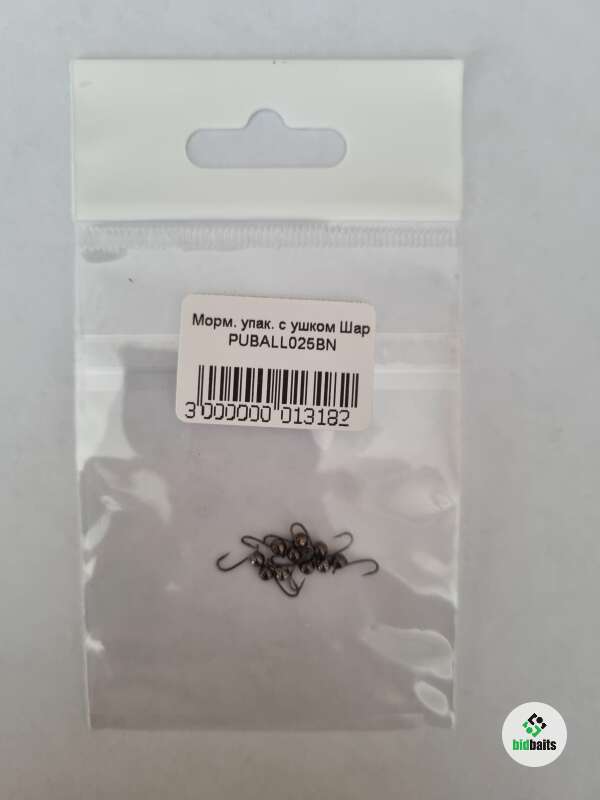 Морм. упак. с ушком Шар
PUBALL025BN
3 000000 013182
bidbaits